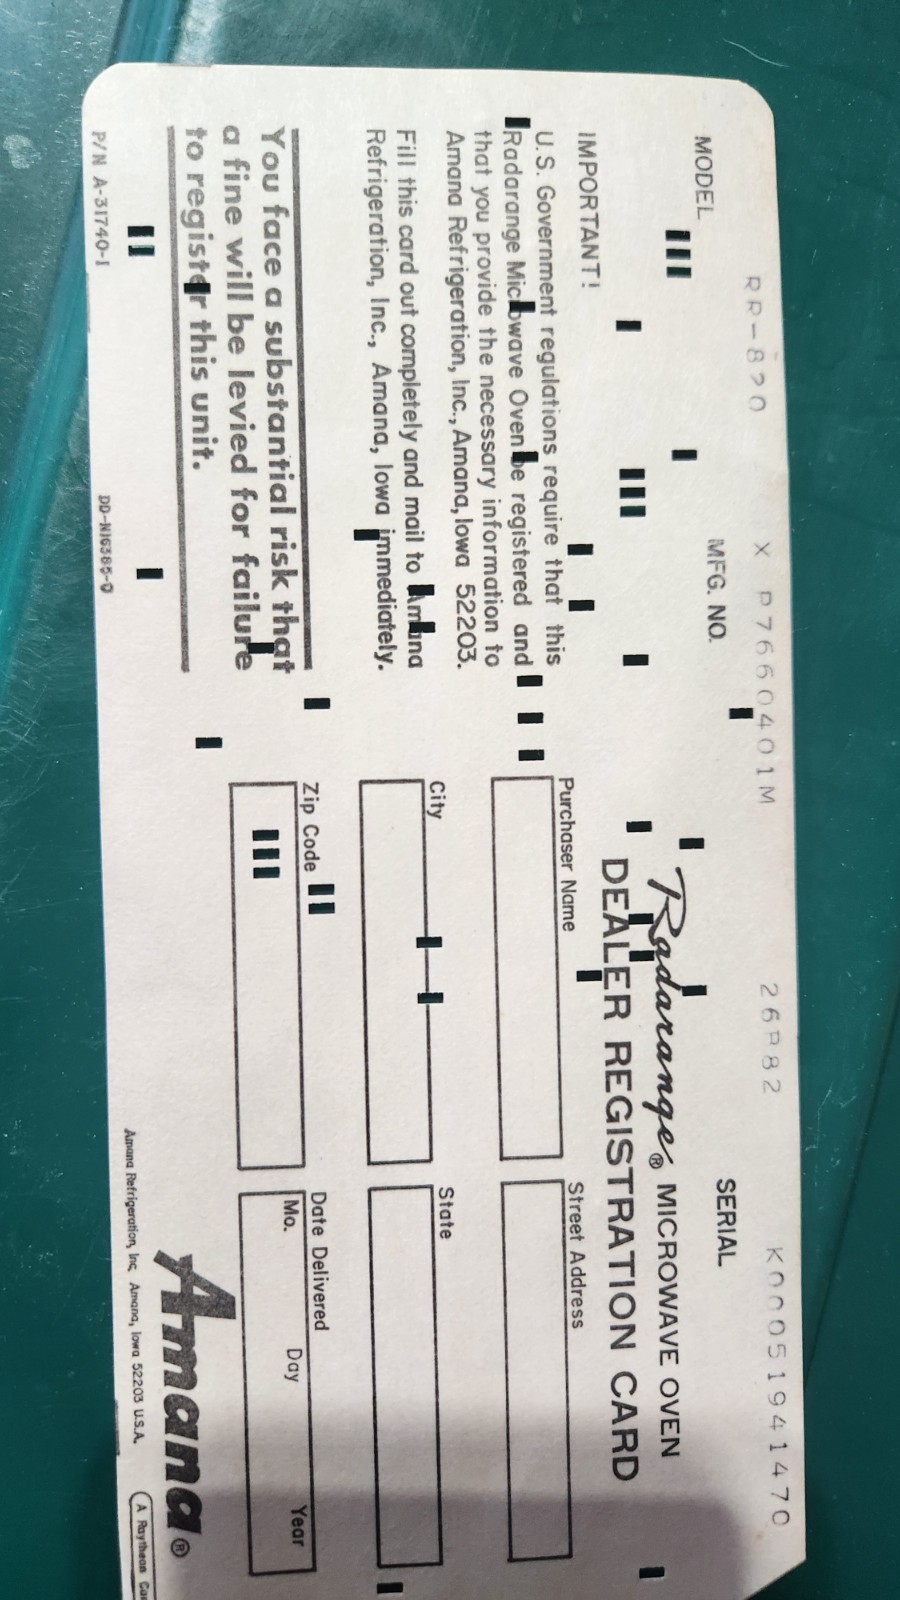 RR-820 X P7660401M 26R82 K00051941470
MODEL MFG. NO. SERIAL
Radarange® MICROWAVE OVEN
DEALER REGISTRATION CARD
IMPORTANT!
U.S. Government regulations require that this
Radarange Microwave Oven be registered and
that you provide the necessary information to
Amana Refrigeration, Inc., Amana, Iowa 52203.
Fill this card out completely and mail to Amana
Refrigeration, Inc., Amana, Iowa immediately.
You face a substantial risk that
a fine will be levied for failure
to register this unit.
Purchaser Name
Street Address
City
State
Zip Code
Date Delivered
Mo. Day Year
Amana®
P/N A-31740-1
DD-N16385-0
Amana Refrigeration, Inc. Amana, Iowa 52203 U.S.A.
A Raytheon